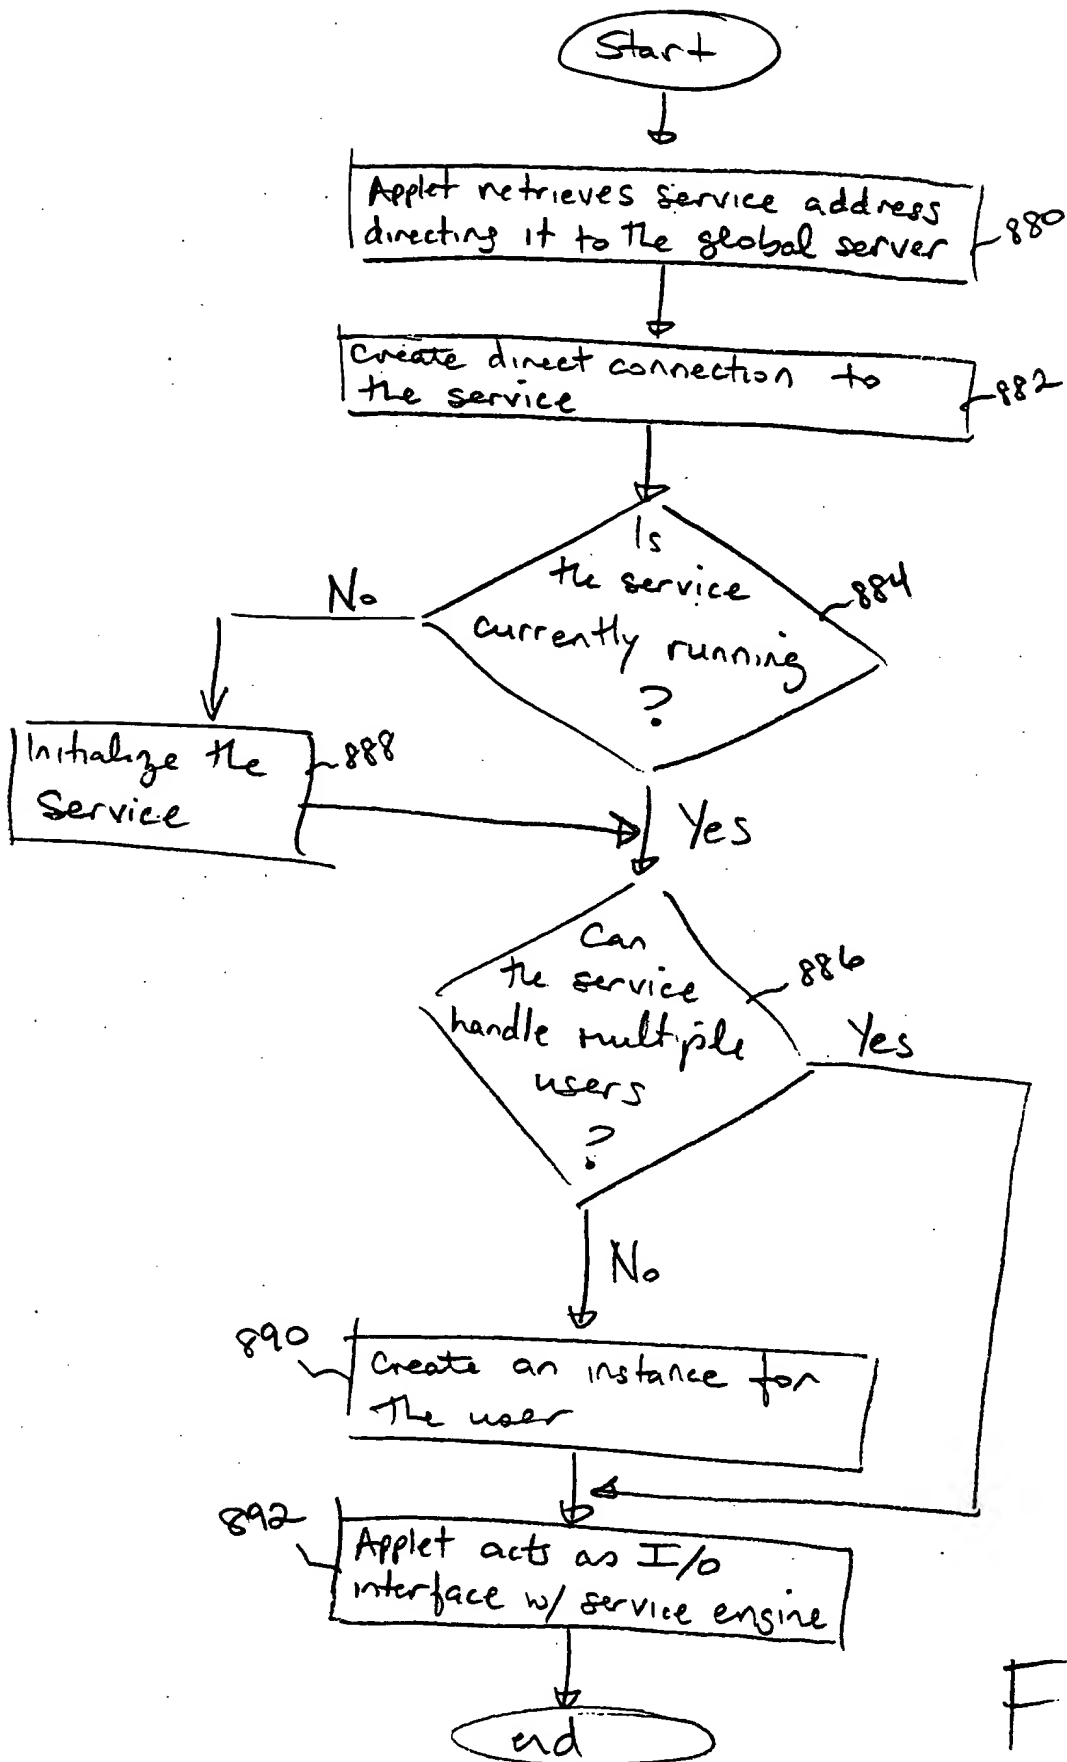 Start
Applet retrieves service address
directing it to the global server
880
Create direct connection to
the service
882
Is
the service
currently running
?
884
No
Initialize the
Service
888
Yes
Can
the service
handle multiple
users
?
886
Yes
No
890
Create an instance for
the user
892
Applet acts as I/O
interface w/ service engine
end
F